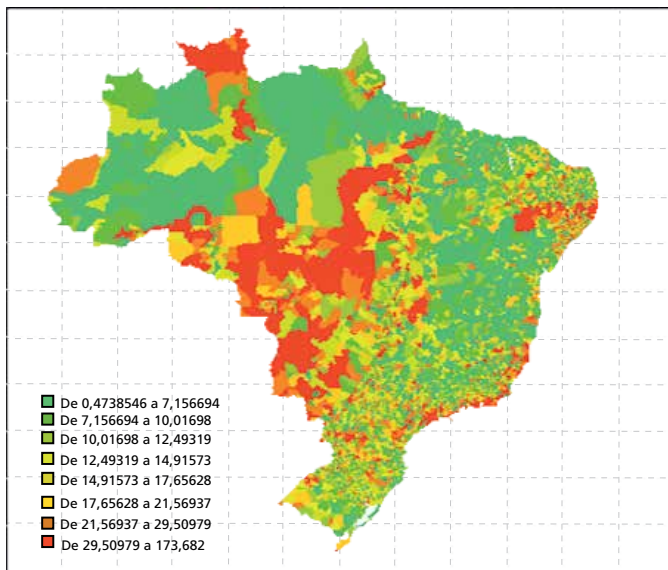 De 0,4738546 a 7,156694
De 7,156694 a 10,01698
De 10,01698 a 12,49319
De 12,49319 a 14,91573
De 14,91573 a 17,65628
De 17,65628 a 21,56937
De 21,56937 a 29,50979
De 29,50979 a 173,682